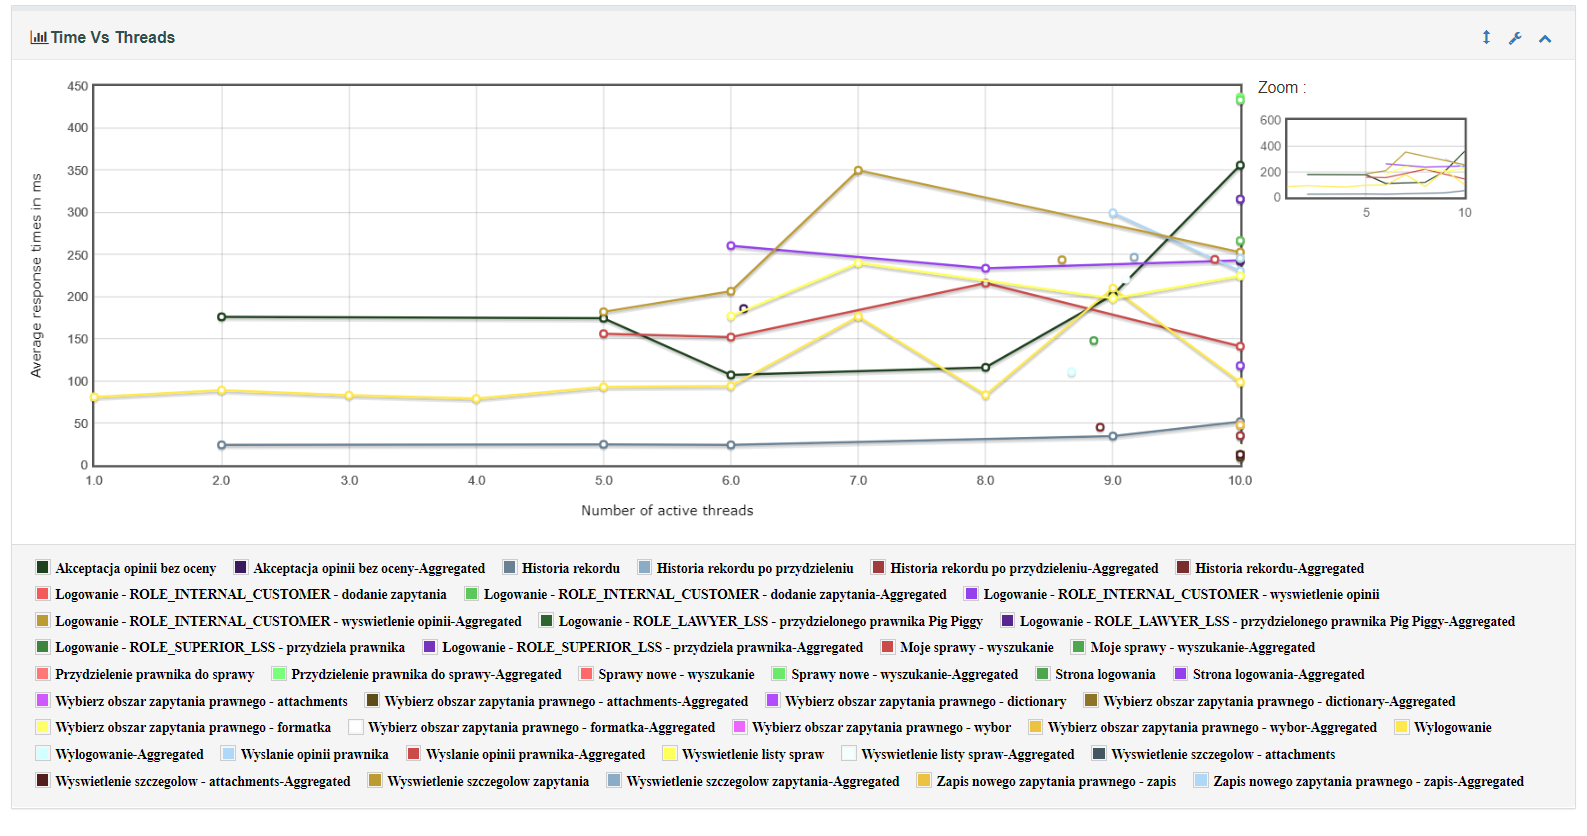 Time Vs Threads
Zoom :
450
400
350
300
250
200
150
100
50
0
Average response times in ms
1.0 2.0 3.0 4.0 5.0 6.0 7.0 8.0 9.0 10.0
Number of active threads
600
400
200
0
5 10
Akceptacja opinii bez oceny Akceptacja opinii bez oceny-Aggregated Historia rekordu Historia rekordu po przydzieleniu Historia rekordu po przydzieleniu-Aggregated Historia rekordu-Aggregated
Logowanie - ROLE_INTERNAL_CUSTOMER - dodanie zapytania Logowanie - ROLE_INTERNAL_CUSTOMER - dodanie zapytania-Aggregated Logowanie - ROLE_INTERNAL_CUSTOMER - wyswietlenie opinii
Logowanie - ROLE_INTERNAL_CUSTOMER - wyswietlenie opinii-Aggregated Logowanie - ROLE_LAWYER_LSS - przydzielonego prawnika Pig Piggy Logowanie - ROLE_LAWYER_LSS - przydzielonego prawnika Pig Piggy-Aggregated
Logowanie - ROLE_SUPERIOR_LSS - przydziela prawnika Logowanie - ROLE_SUPERIOR_LSS - przydziela prawnika-Aggregated Moje sprawy - wyszukanie Moje sprawy - wyszukanie-Aggregated
Przydzielenie prawnika do sprawy Przydzielenie prawnika do sprawy-Aggregated Sprawy nowe - wyszukanie Sprawy nowe - wyszukanie-Aggregated Strona logowania Strona logowania-Aggregated
Wybierz obszar zapytania prawnego - attachments Wybierz obszar zapytania prawnego - attachments-Aggregated Wybierz obszar zapytania prawnego - dictionary Wybierz obszar zapytania prawnego - dictionary-Aggregated
Wybierz obszar zapytania prawnego - formatka Wybierz obszar zapytania prawnego - formatka-Aggregated Wybierz obszar zapytania prawnego - wybor Wybierz obszar zapytania prawnego - wybor-Aggregated Wylogowanie
Wylogowanie-Aggregated Wyslanie opinii prawnika Wyslanie opinii prawnika-Aggregated Wyswietlenie listy spraw Wyswietlenie listy spraw-Aggregated Wyswietlenie szczegolow - attachments
Wyswietlenie szczegolow - attachments-Aggregated Wyswietlenie szczegolow zapytania Wyswietlenie szczegolow zapytania-Aggregated Zapis nowego zapytania prawnego - zapis Zapis nowego zapytania prawnego - zapis-Aggregated